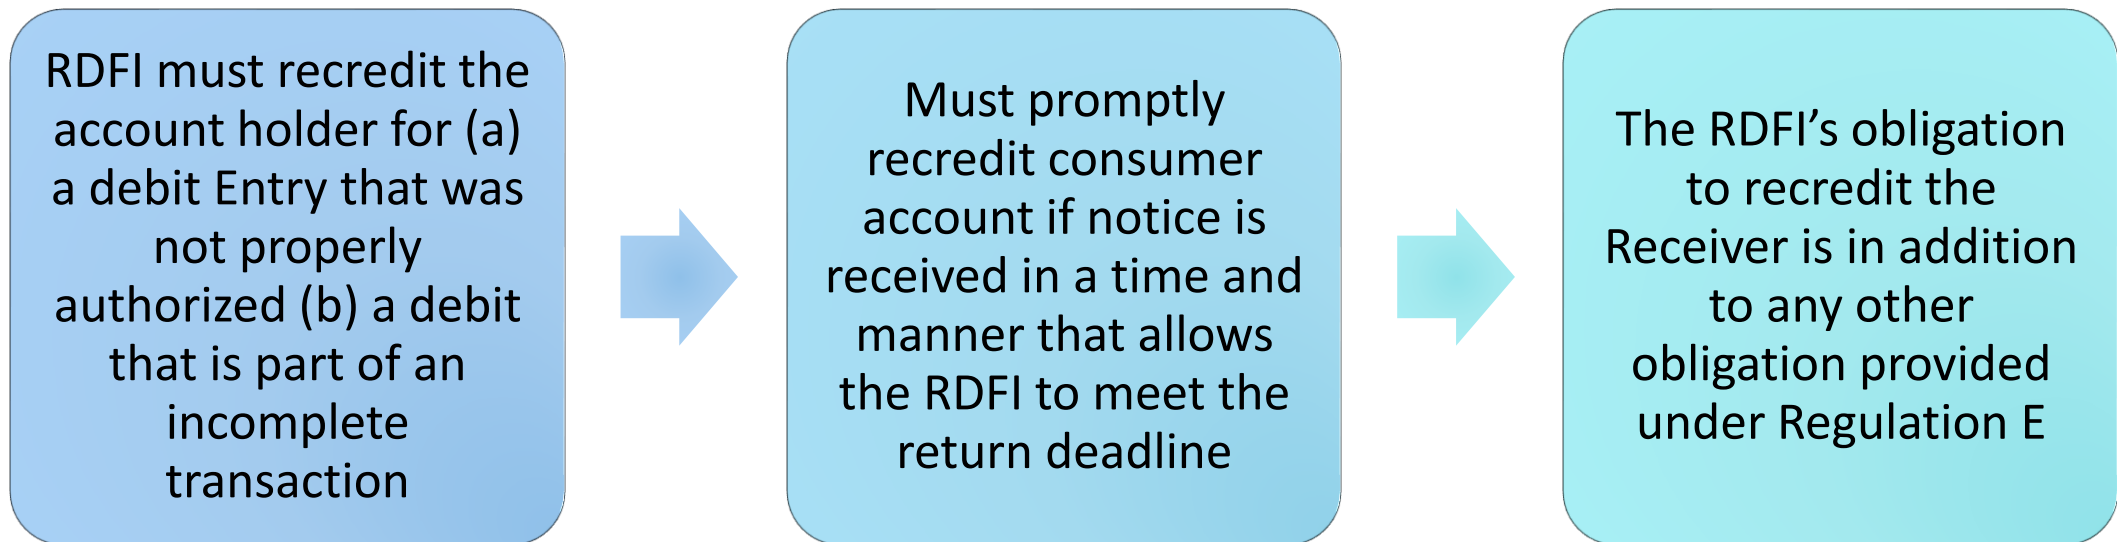 RDFI must recredit the
account holder for (a)
a debit Entry that was
not properly
authorized (b) a debit
that is part of an
incomplete
transaction
Must promptly
recredit consumer
account if notice is
received in a time and
manner that allows
the RDFI to meet the
return deadline
The RDFI’s obligation
to recredit the
Receiver is in addition
to any other
obligation provided
under Regulation E